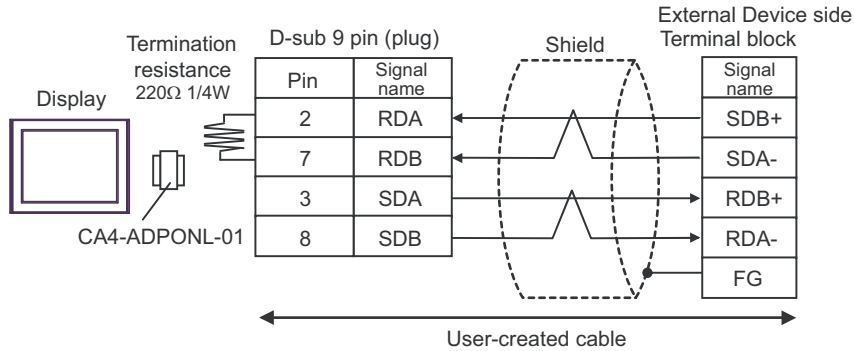 External Device side
Terminal block
D-sub 9 pin (plug)
Shield
Termination
resistance
220Ω 1/4W
Display
CA4-ADPONL-01
Pin Signal name
2 RDA
7 RDB
3 SDA
8 SDB
Signal name
SDB+
SDA-
RDB+
RDA-
FG
User-created cable